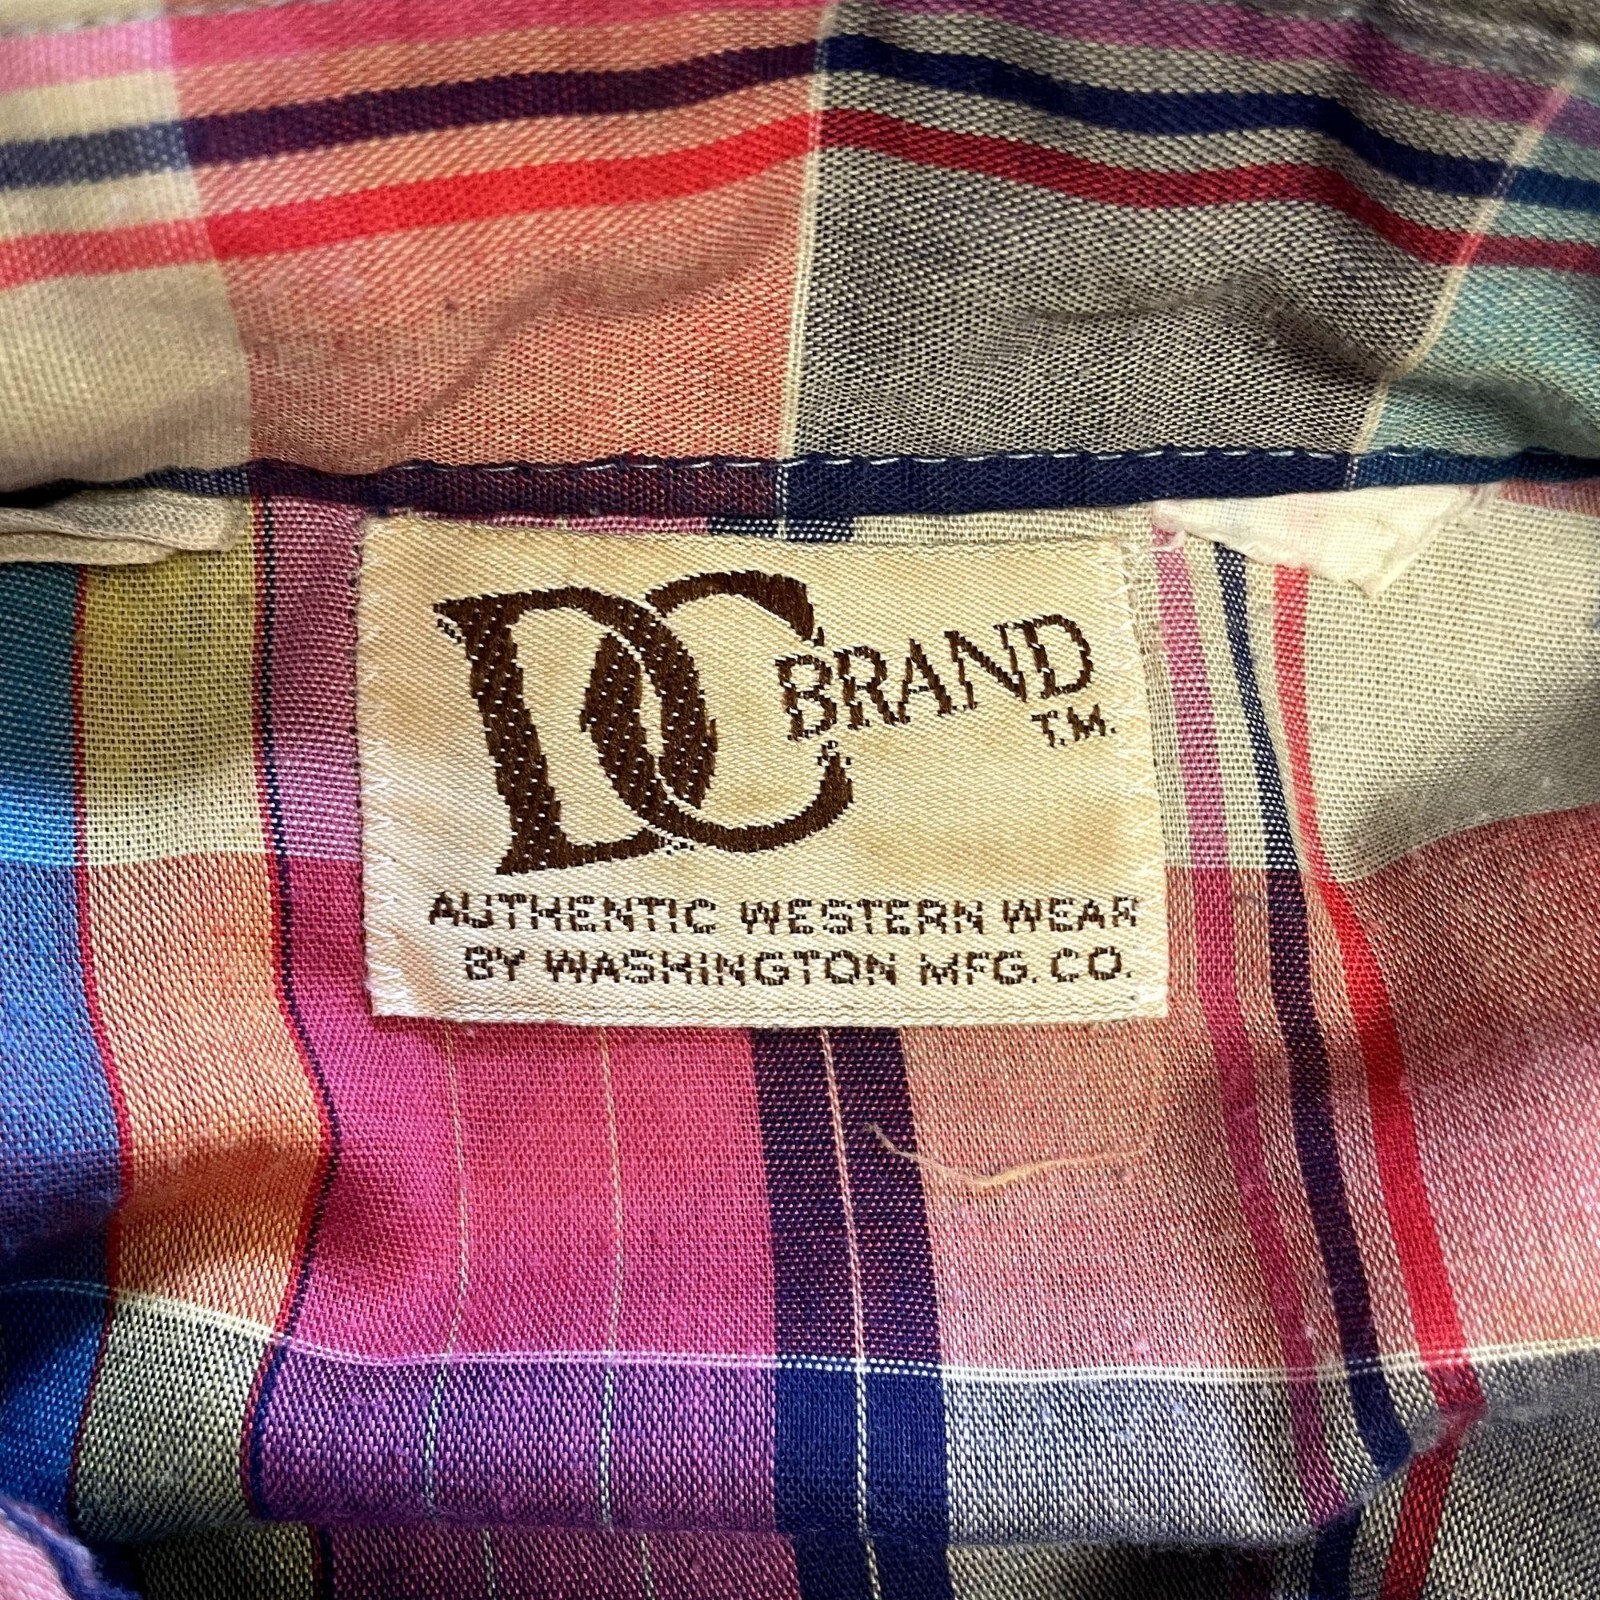 DC BRAND
T.M.
AUTHENTIC WESTERN WEAR
BY WASHINGTON MFG. CO.